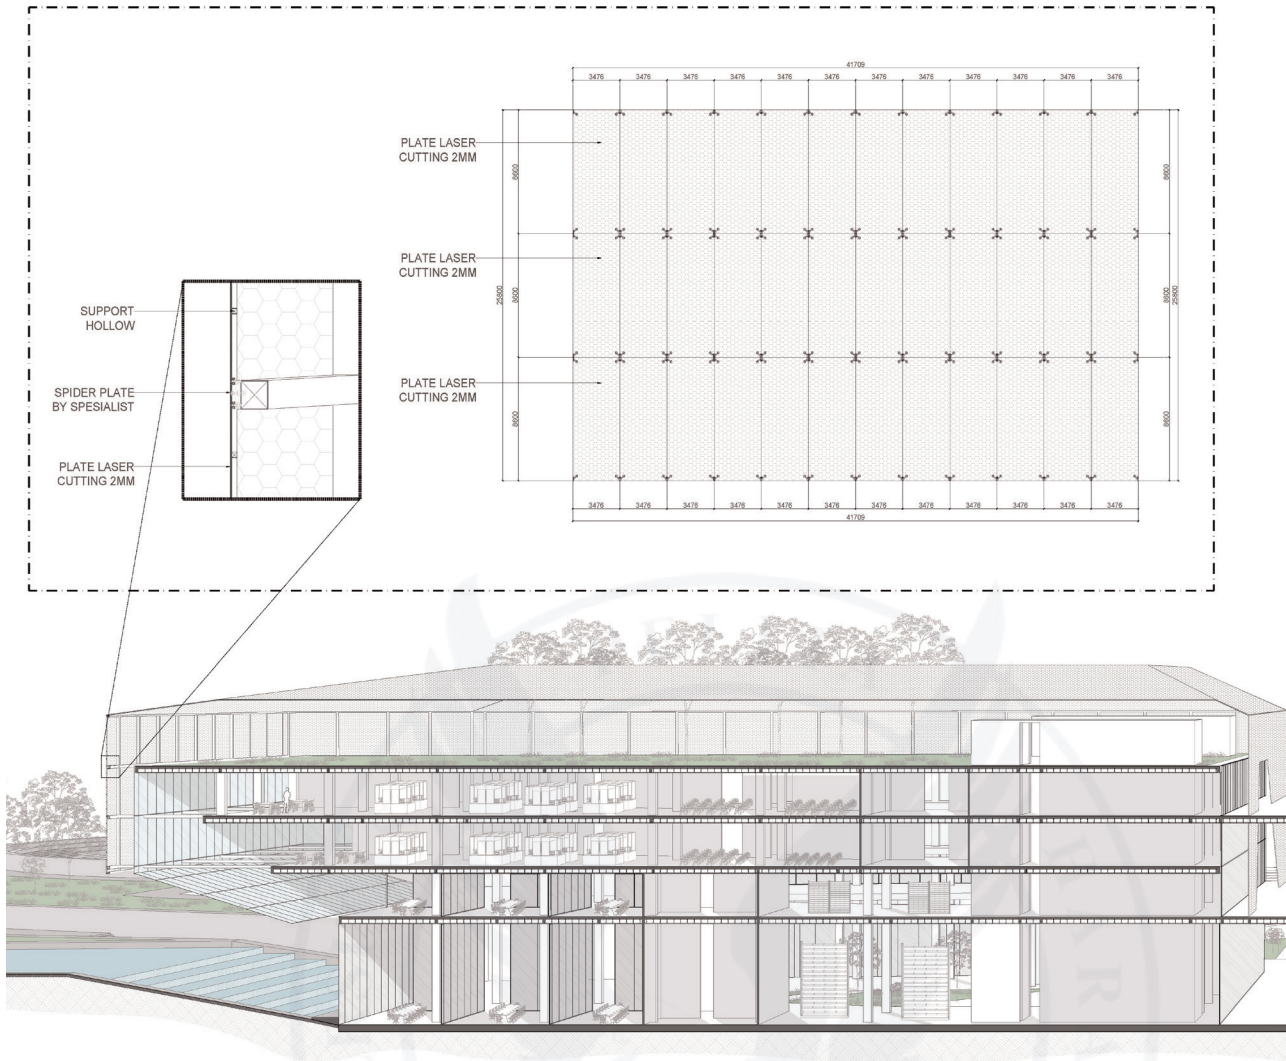 41709
3476 3476 3476 3476 3476 3476 3476 3476 3476 3476 3476 3476
PLATE LASER
CUTTING 2MM
8600
8600
PLATE LASER
CUTTING 2MM
25800
8600
8600
25800
SUPPORT
HOLLOW
SPIDER PLATE
BY SPESIALIST
PLATE LASER
CUTTING 2MM
8600
8600
PLATE LASER
CUTTING 2MM
3476 3476 3476 3476 3476 3476 3476 3476 3476 3476 3476 3476
41709